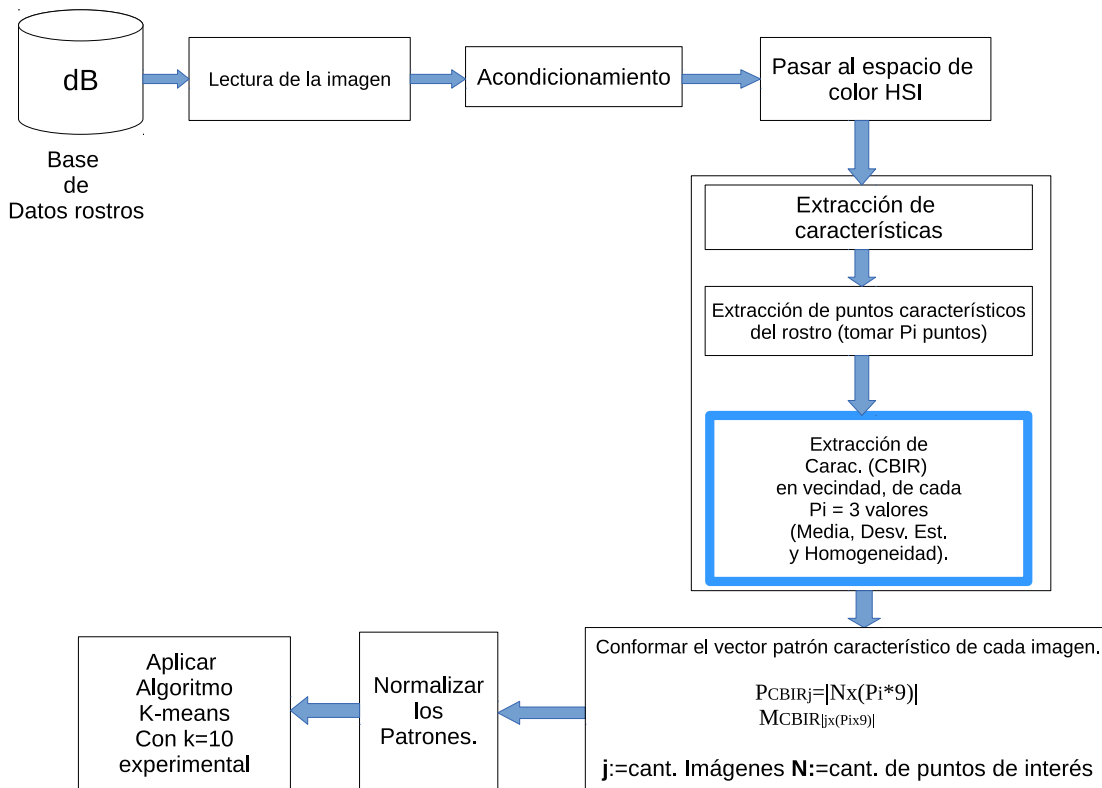 dB
Base
de
Datos rostros
Lectura de la imagen
Acondicionamiento
Pasar al espacio de
color HSI
Extracción de
características
Extracción de puntos característicos
del rostro (tomar Pi puntos)
Extracción de
Carac. (CBIR)
en vecindad, de cada
Pi = 3 valores
(Media, Desv. Est.
y Homogeneidad).
Conformar el vector patrón característico de cada imagen.
PCBIRj=|Nx(Pi*9)|
MCBIR|jx(Pix9)|
j:=cant. Imágenes N:=cant. de puntos de interés
Normalizar
los
Patrones.
Aplicar
Algoritmo
K-means
Con k=10
experimental